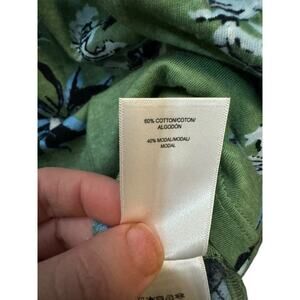 60% COTTON/COTON/
ALGODÓN
40% MODAL/MODAL/
MODAL